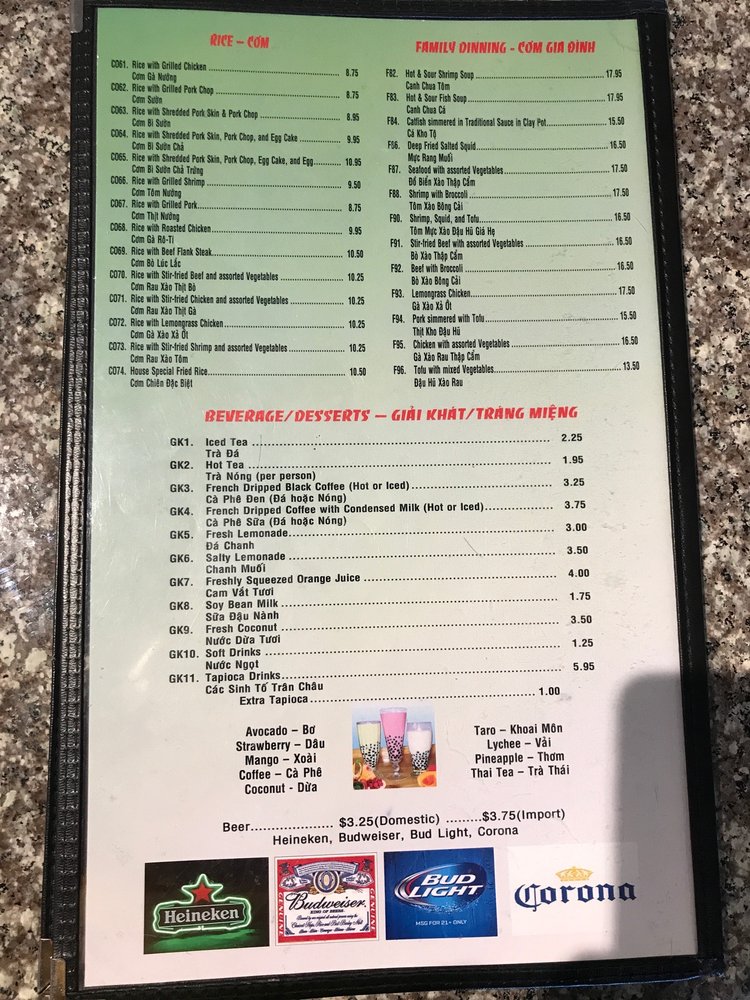 RICE – CƠM
CO61. Rice with Grilled Chicken 8.75
Cơm Gà Nướng
CO62. Rice with Grilled Pork Chop 8.75
Cơm Sườn
CO63. Rice with Shredded Pork Skin & Pork Chop 8.95
Cơm Bì Sườn
CO64. Rice with Shredded Pork Skin, Pork Chop, and Egg Cake 9.95
Cơm Bì Sườn Chả
CO65. Rice with Shredded Pork Skin, Pork Chop, Egg Cake, and Egg 10.95
Cơm Bì Sườn Chả Trứng
CO66. Rice with Grilled Shrimp 9.50
Cơm Tôm Nướng
CO67. Rice with Grilled Pork 8.75
Cơm Thịt Nướng
CO68. Rice with Roasted Chicken 9.95
Cơm Gà Rô-Ti
CO69. Rice with Beef Flank Steak 10.50
Cơm Bò Lúc Lắc
CO70. Rice with Stir-fried Beef and assorted Vegetables 10.25
Cơm Rau Xào Thịt Bò
CO71. Rice with Stir-fried Chicken and assorted Vegetables 10.25
Cơm Rau Xào Thịt Gà
CO72. Rice with Lemongrass Chicken 10.25
Cơm Gà Xào Xả Ớt
CO73. Rice with Stir-fried Shrimp and assorted Vegetables 10.25
Cơm Rau Xào Tôm
CO74. House Special Fried Rice 10.50
Cơm Chiên Đặc Biệt
FAMILY DINNING - CƠM GIA ĐÌNH
F82. Hot & Sour Shrimp Soup 17.95
Canh Chua Tôm
F83. Hot & Sour Fish Soup 17.95
Canh Chua Cá
F84. Catfish simmered in Traditional Sauce in Clay Pot 15.50
Cá Kho Tộ
F56. Deep Fried Salted Squid 16.50
Mực Rang Muối
F87. Seafood with assorted Vegetables 17.50
Đồ Biển Xào Thập Cẩm
F88. Shrimp with Broccoli 17.50
Tôm Xào Bông Cải
F90. Shrimp, Squid, and Tofu 16.50
Tôm Mực Xào Đậu Hũ Giá Hẹ
F91. Stir-fried Beef with assorted Vegetables 16.50
Bò Xào Thập Cẩm
F92. Beef with Broccoli 16.50
Bò Xào Bông Cải
F93. Lemongrass Chicken 17.50
Gà Xào Xả Ớt
F94. Pork simmered with Tofu 15.50
Thịt Kho Đậu Hũ
F95. Chicken with assorted Vegetables 16.50
Gà Xào Rau Thập Cẩm
F96. Tofu with mixed Vegetables 13.50
Đậu Hũ Xào Rau
BEVERAGE/DESSERTS – GIẢI KHÁT/TRÁNG MIỆNG
GK1. Iced Tea 2.25
Trà Đá
GK2. Hot Tea 1.95
Trà Nóng (per person)
GK3. French Dripped Black Coffee (Hot or Iced) 3.25
Cà Phê Đen (Đá hoặc Nóng)
GK4. French Dripped Coffee with Condensed Milk (Hot or Iced) 3.75
Cà Phê Sữa (Đá hoặc Nóng)
GK5. Fresh Lemonade 3.00
Đá Chanh
GK6. Salty Lemonade 3.50
Chanh Muối
GK7. Freshly Squeezed Orange Juice 4.00
Cam Vắt Tươi
GK8. Soy Bean Milk 1.75
Sữa Đậu Nành
GK9. Fresh Coconut 3.50
Nước Dừa Tươi
GK10. Soft Drinks 1.25
Nước Ngọt
GK11. Tapioca Drinks 5.95
Các Sinh Tố Trân Châu
Extra Tapioca 1.00
Avocado – Bơ
Strawberry – Dâu
Mango – Xoài
Coffee – Cà Phê
Coconut - Dừa
Taro – Khoai Môn
Lychee – Vải
Pineapple – Thơm
Thai Tea – Trà Thái
Beer.................... $3.25(Domestic) .........$3.75(Import)
Heineken, Budweiser, Bud Light, Corona
Heineken
Budweiser
KING OF BEERS
GENUINE
BUD LIGHT
MSG FOR 21+ ONLY
Corona